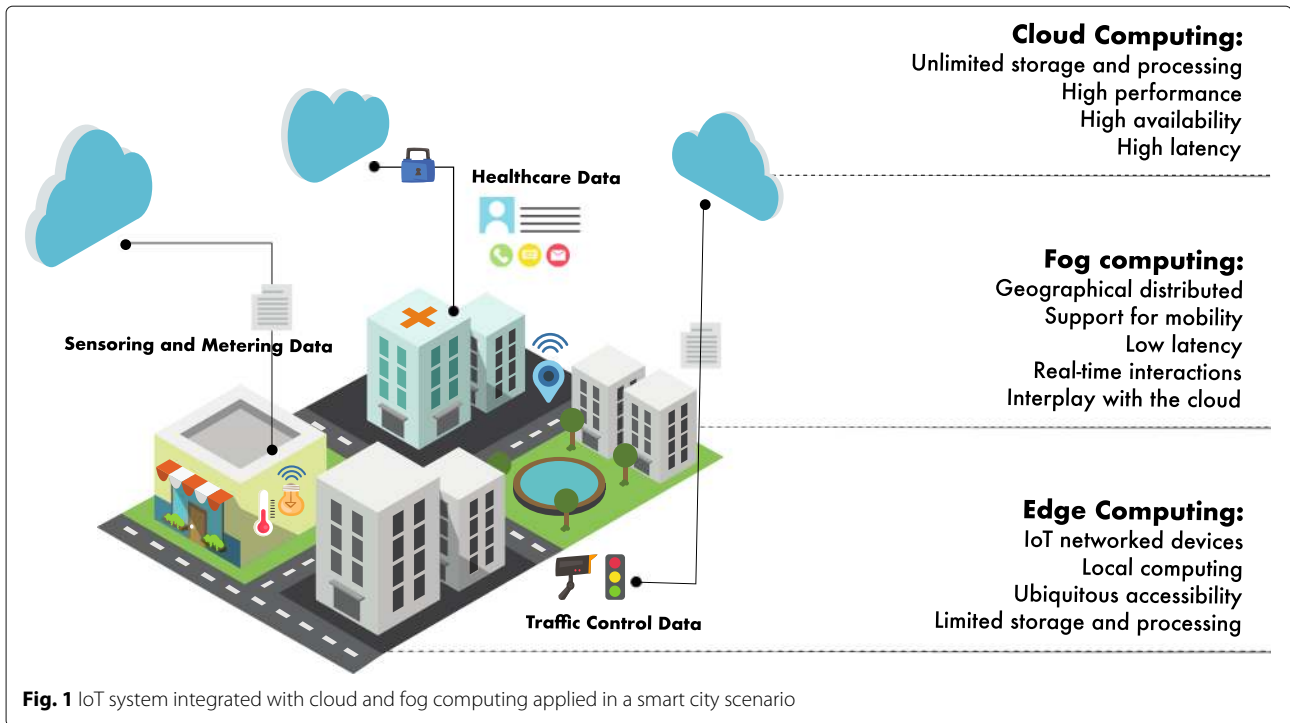 Cloud Computing:
Unlimited storage and processing
High performance
High availability
High latency
Healthcare Data
Fog computing:
Geographical distributed
Support for mobility
Low latency
Real-time interactions
Interplay with the cloud
Sensoring and Metering Data
Edge Computing:
IoT networked devices
Local computing
Ubiquitous accessibility
Limited storage and processing
Traffic Control Data
Fig. 1 IoT system integrated with cloud and fog computing applied in a smart city scenario